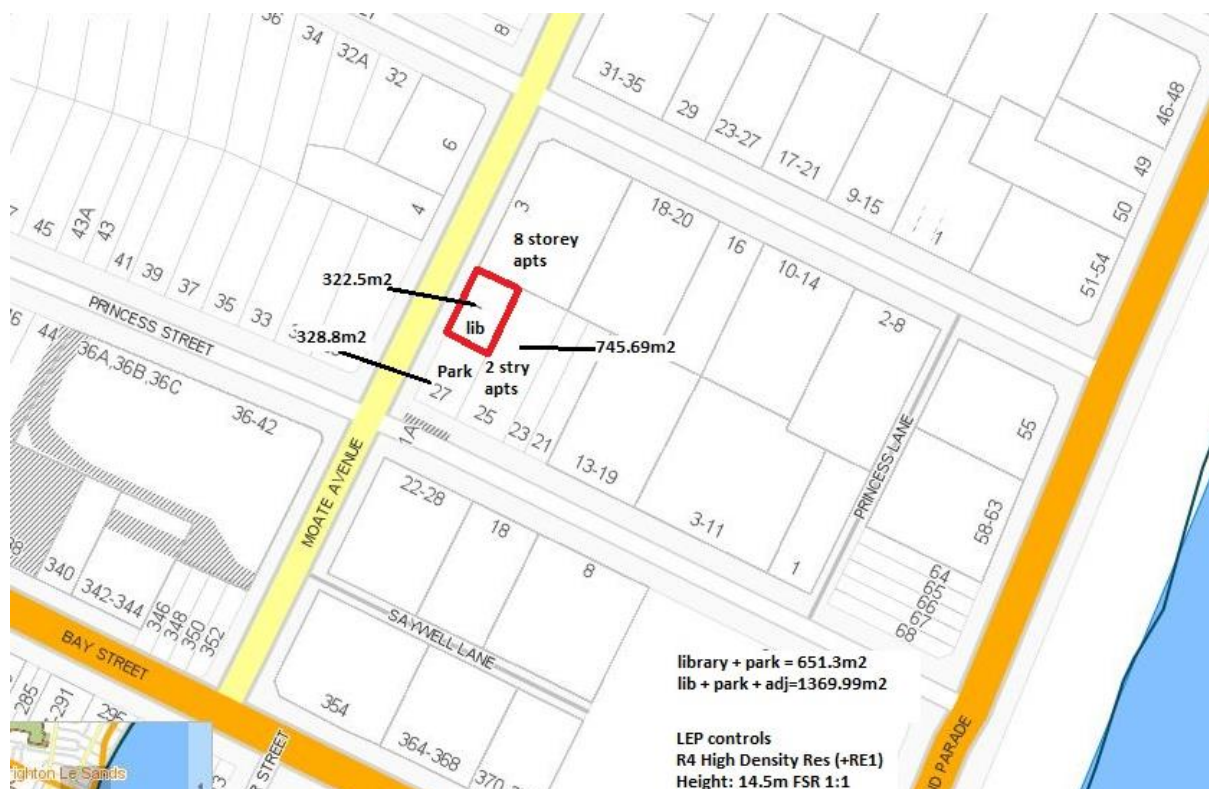 36
34
32A
32
8
6
4
45
43A
43
41
39
37
35
33
PRINCESS STREET
31-35
29
23-27
17-21
9-15
46-48
49
50
51-54
3
18-20
16
10-14
2-8
8 storey
apts
322.5m2
lib
328.8m2
745.69m2
Park
2 stry
apts
27
25
23
21
1A
13-19
3-11
1
PRINCESS LANE
55
58-63
64
68
44
36A,36B,36C
36-42
MOATE AVENUE
22-28
18
8
SAYWELL LANE
340
342-344
346
348
350
352
BAY STREET
354
364-368
285
291
295
STREET
library + park = 651.3m2
lib + park + adj=1369.99m2
LEP controls
R4 High Density Res (+RE1)
Height: 14.5m FSR 1:1
ND PARADE
righton Le Sands